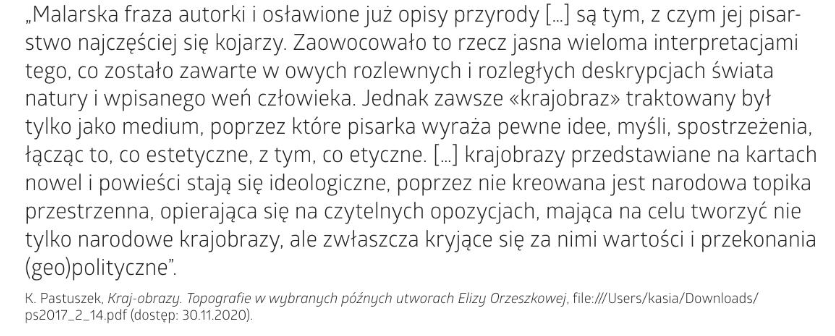 „Malarska fraza autorki i osławione już opisy przyrody [...] są tym, z czym jej pisar-
stwo najczęściej się kojarzy. Zaowocowało to rzecz jasna wieloma interpretacjami
tego, co zostało zawarte w owych rozlewnych i rozległych deskrypcjach świata
natury i wpisanego weń człowieka. Jednak zawsze «krajobraz» traktowany był
tylko jako medium, poprzez które pisarka wyraża pewne idee, myśli, spostrzeżenia,
łącząc to, co estetyczne, z tym, co etyczne. [...] krajobrazy przedstawiane na kartach
nowel i powieści stają się ideologiczne, poprzez nie kreowana jest narodowa topika
przestrzenna, opierająca się na czytelnych opozycjach, mająca na celu tworzyć nie
tylko narodowe krajobrazy, ale zwłaszcza kryjące się za nimi wartości i przekonania
(geo)polityczne”.
K. Pastuszek, Kraj-obrazy. Topografie w wybranych późnych utworach Elizy Orzeszkowej, file:///Users/kasia/Downloads/
ps2017_2_14.pdf (dostęp: 30.11.2020).